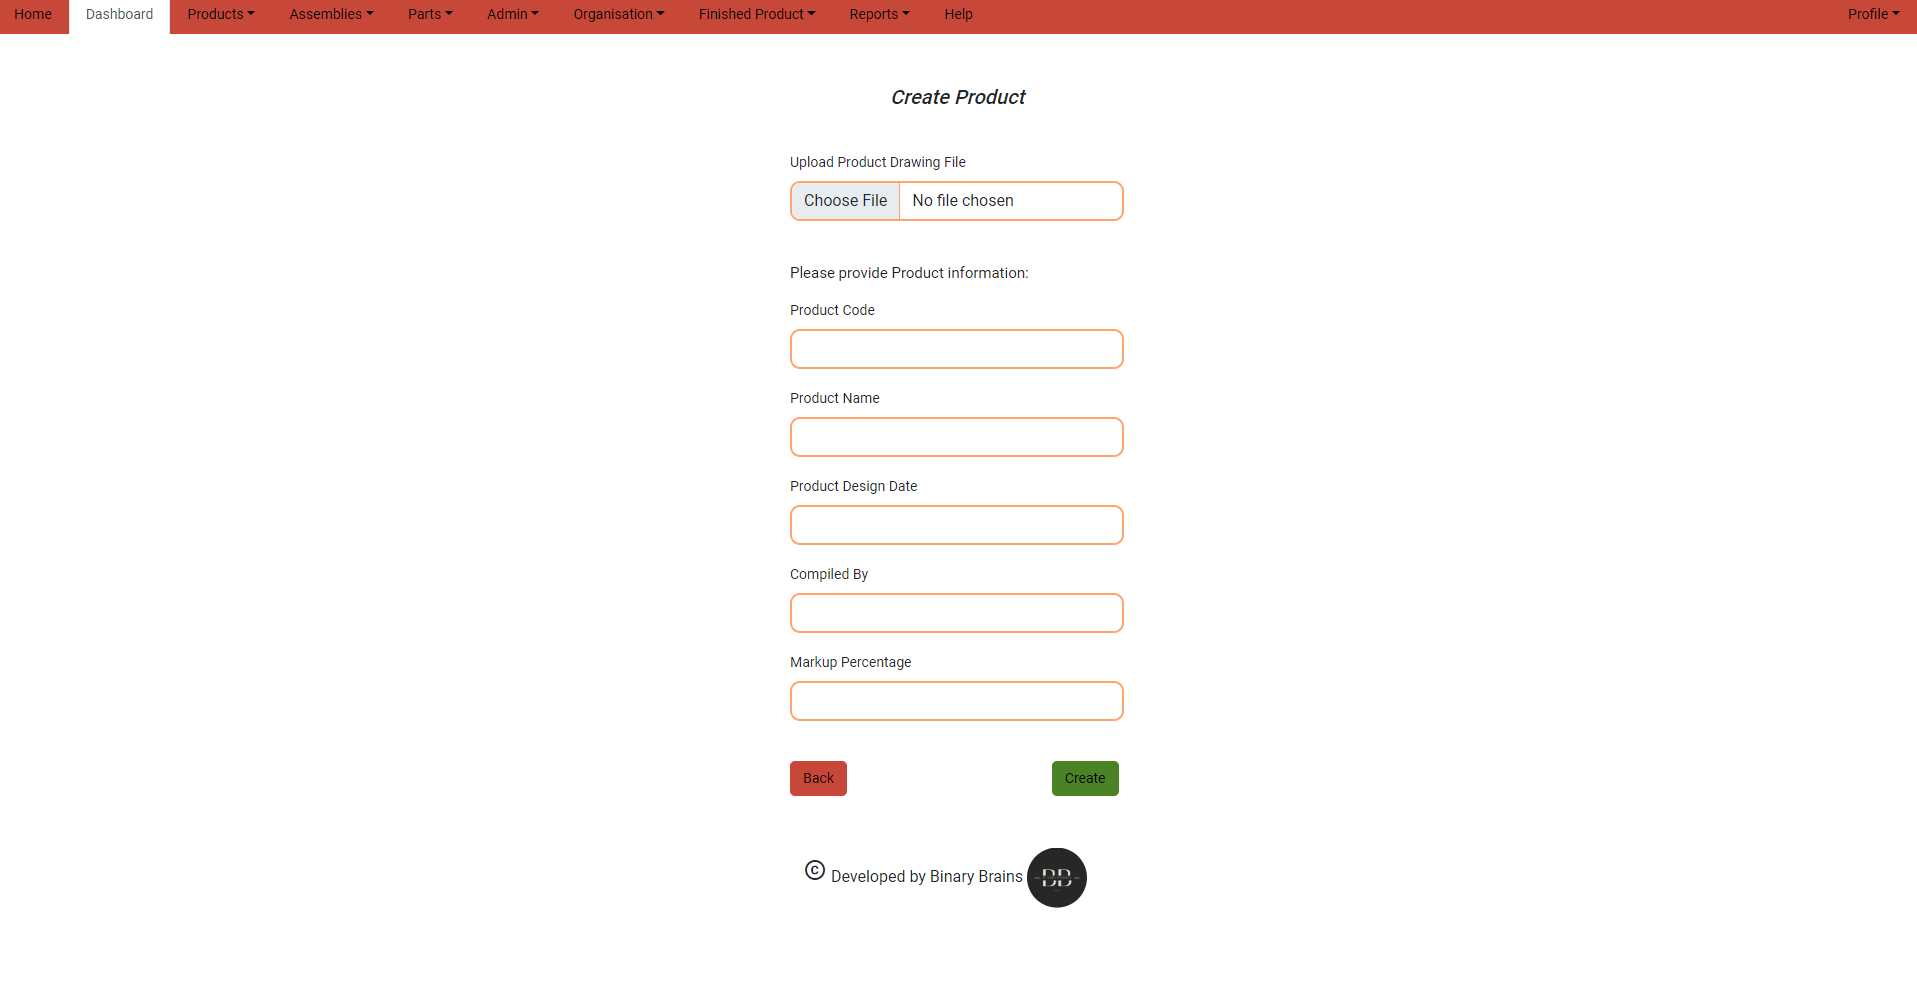 Home Dashboard Products Assemblies Parts Admin Organisation Finished Product Reports Help Profile
Create Product
Upload Product Drawing File
Choose File No file chosen
Please provide Product information:
Product Code
Product Name
Product Design Date
Compiled By
Markup Percentage
Back Create
© Developed by Binary Brains BB